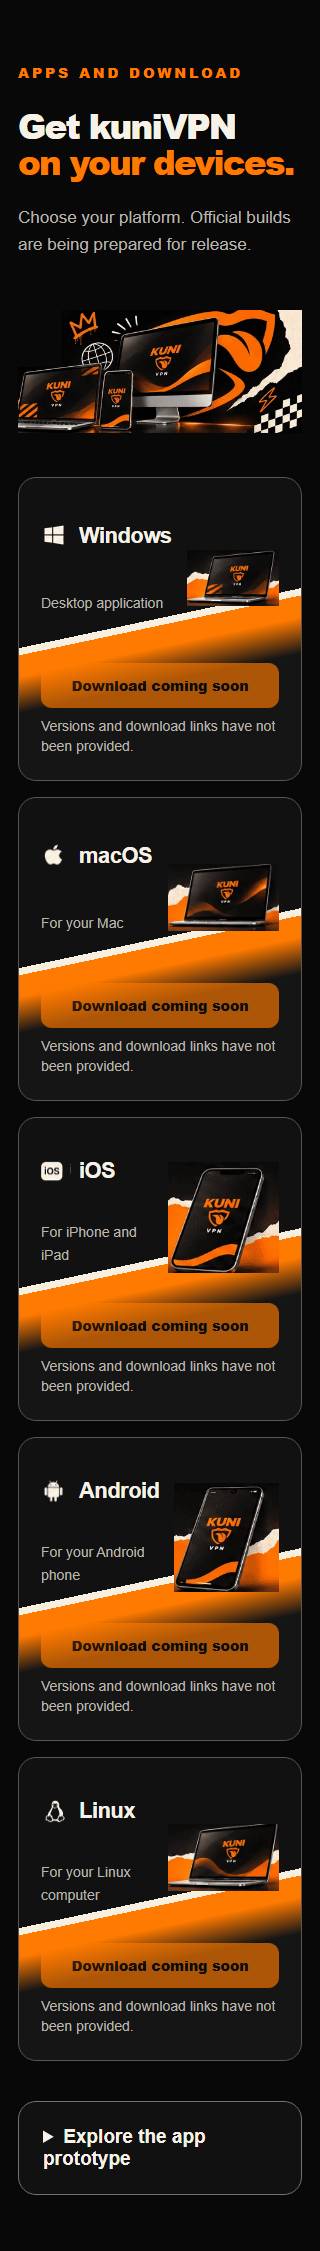 APPS AND DOWNLOAD
Get kuniVPN
on your devices.
Choose your platform. Official builds
are being prepared for release.
KUNI
VPN
KUNI
VPN
KUNI
VPN
Windows
KUNI
VPN
Desktop application
Download coming soon
Versions and download links have not
been provided.
macOS
KUNI
VPN
For your Mac
Download coming soon
Versions and download links have not
been provided.
iOS
iOS
KUNI
VPN
For iPhone and
iPad
Download coming soon
Versions and download links have not
been provided.
Android
KUNI
VPN
For your Android
phone
Download coming soon
Versions and download links have not
been provided.
Linux
KUNI
VPN
For your Linux
computer
Download coming soon
Versions and download links have not
been provided.
Explore the app
prototype